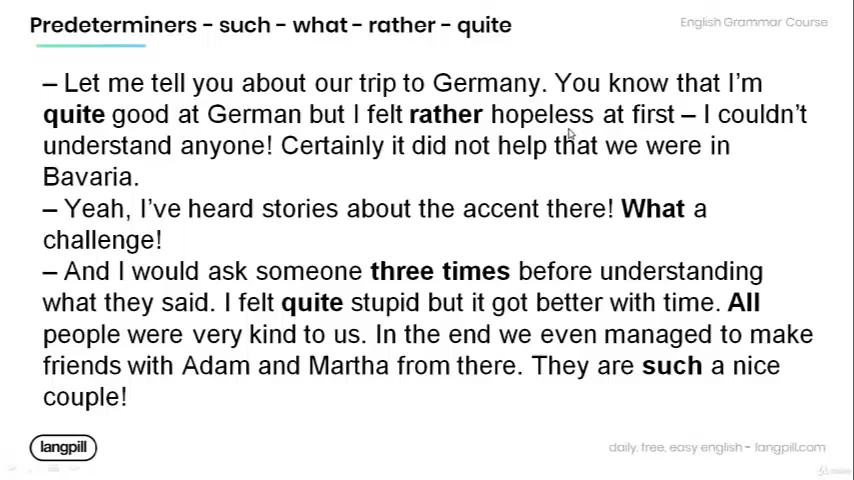 Predeterminers – such – what – rather – quite
English Grammar Course
– Let me tell you about our trip to Germany. You know that I’m
quite good at German but I felt rather hopeless at first – I couldn’t
understand anyone! Certainly it did not help that we were in
Bavaria.
– Yeah, I’ve heard stories about the accent there! What a
challenge!
– And I would ask someone three times before understanding
what they said. I felt quite stupid but it got better with time. All
people were very kind to us. In the end we even managed to make
friends with Adam and Martha from there. They are such a nice
couple!
langpill
daily, free, easy english – langpill.com